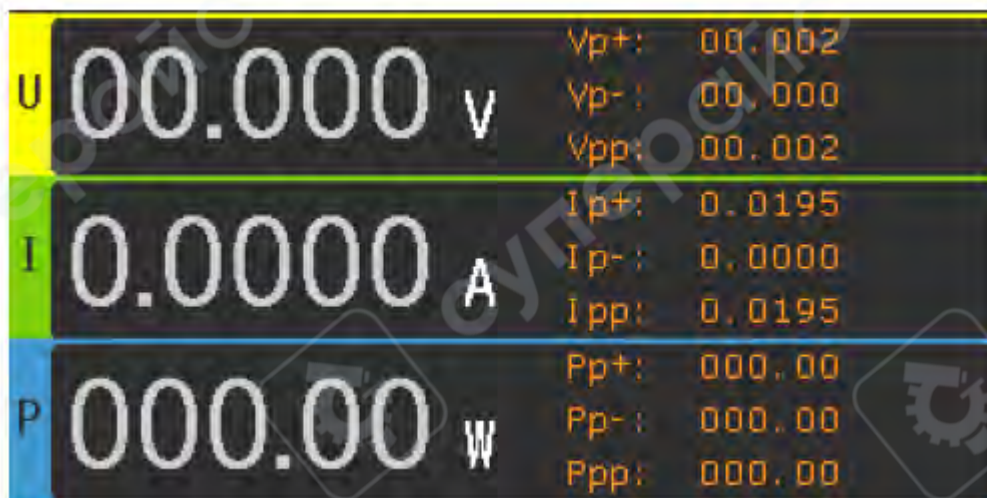 U 00.000 V
Vp+: 00.002
Vp-: 00.000
Vpp: 00.002
I 0.0000 A
Ip+: 0.0195
Ip-: 0.0000
Ipp: 0.0195
P 000.00 W
Pp+: 000.00
Pp-: 000.00
Ppp: 000.00